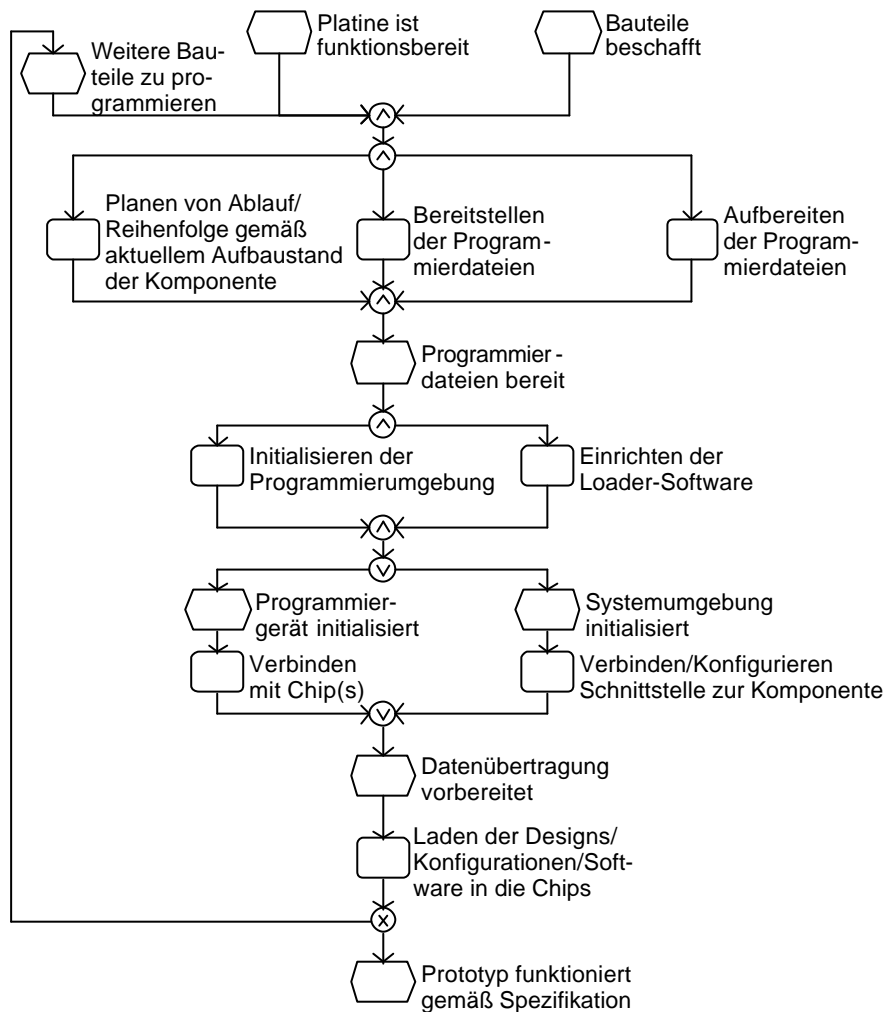 Platine ist
funktionsbereit
Bauteile
beschafft
Weitere Bau-
teile zu pro-
grammieren
Planen von Ablauf/
Reihenfolge gemäß
aktuellem Aufbaustand
der Komponente
Bereitstellen
der Program-
mierdateien
Aufbereiten
der Program-
mierdateien
Programmier-
dateien bereit
Initialisieren der
Programmierumgebung
Einrichten der
Loader-Software
Programmier-
gerät initialisiert
Systemumgebung
initialisiert
Verbinden
mit Chip(s)
Verbinden/Konfigurieren
Schnittstelle zur Komponente
Datenübertragung
vorbereitet
Laden der Designs/
Konfigurationen/Soft-
ware in die Chips
Prototyp funktioniert
gemäß Spezifikation